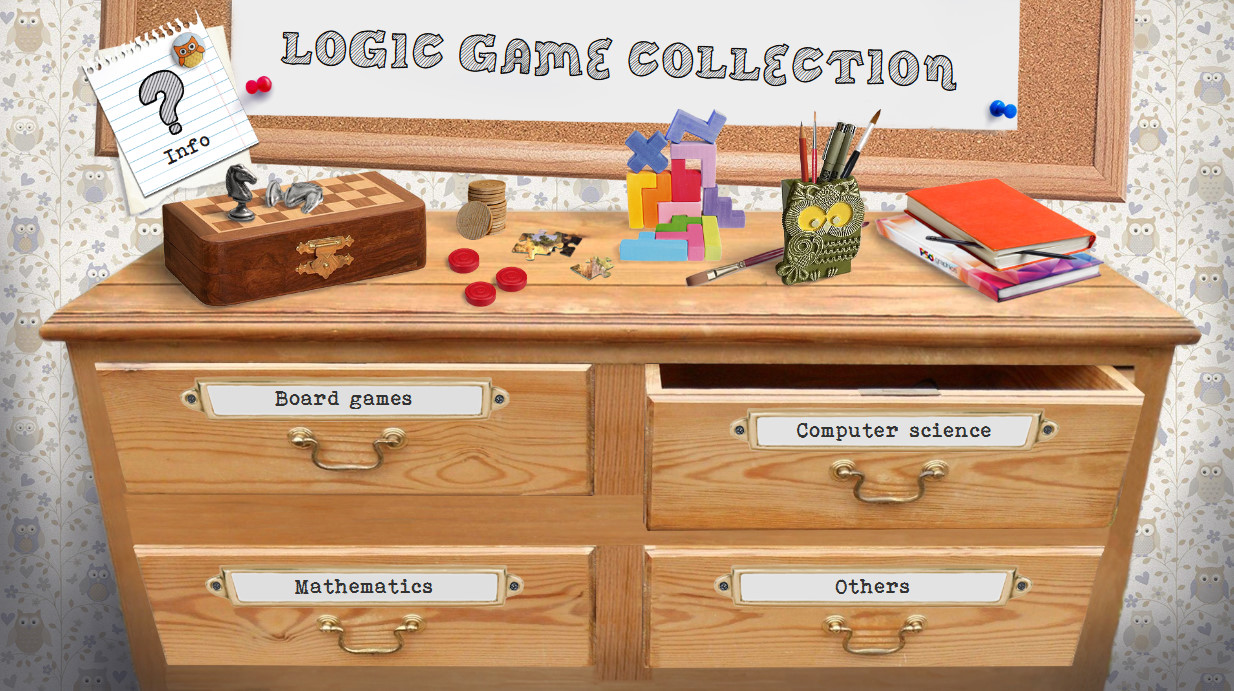 LOGIC GAME COLLECTION
Info
Board games
Computer science
Mathematics
Others